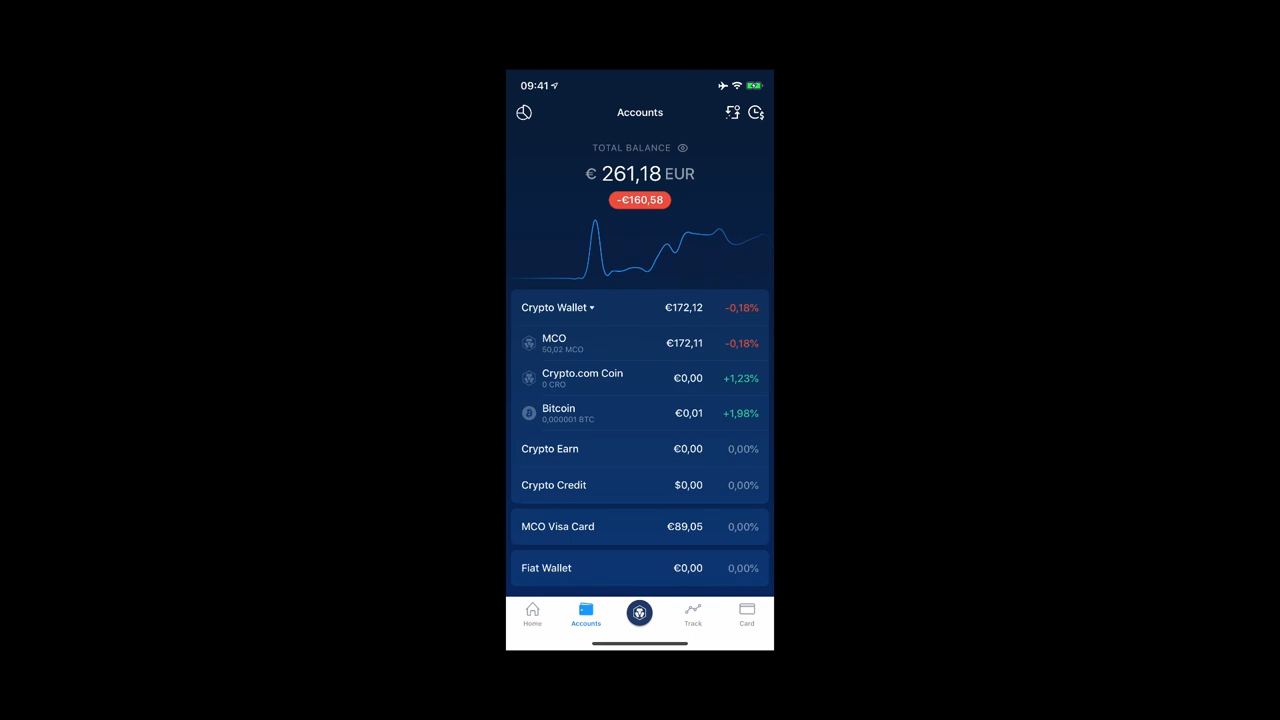 09:41
Accounts
TOTAL BALANCE
€ 261,18 EUR
-€160,58
Crypto Wallet €172,12 -0,18%
MCO €172,11 -0,18%
50,02 MCO
Crypto.com Coin €0,00 +1,23%
0 CRO
Bitcoin €0,01 +1,98%
0,000001 BTC
Crypto Earn €0,00 0,00%
Crypto Credit $0,00 0,00%
MCO Visa Card €89,05 0,00%
Fiat Wallet €0,00 0,00%
Home Accounts Track Card